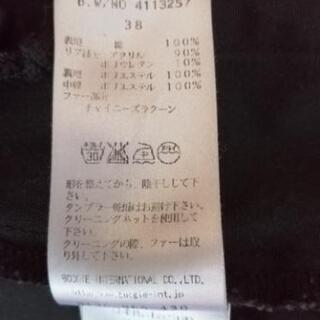 B.W/NO 4113257
38
表地 綿 100%
リブ部 アクリル 90%
ポリウレタン 10%
裏地 ポリエステル 100%
中綿 ポリエステル 100%
ファー部分
チャイニーズラクーン
形を整えてから、陰干しして下
さい。
タンブラー乾燥はお避け下さい。
クリーニングネットを使用して
下さい。
クリーニングの際、ファーは取
り外して下さい。
INTERNATIONAL CO.,LTD.